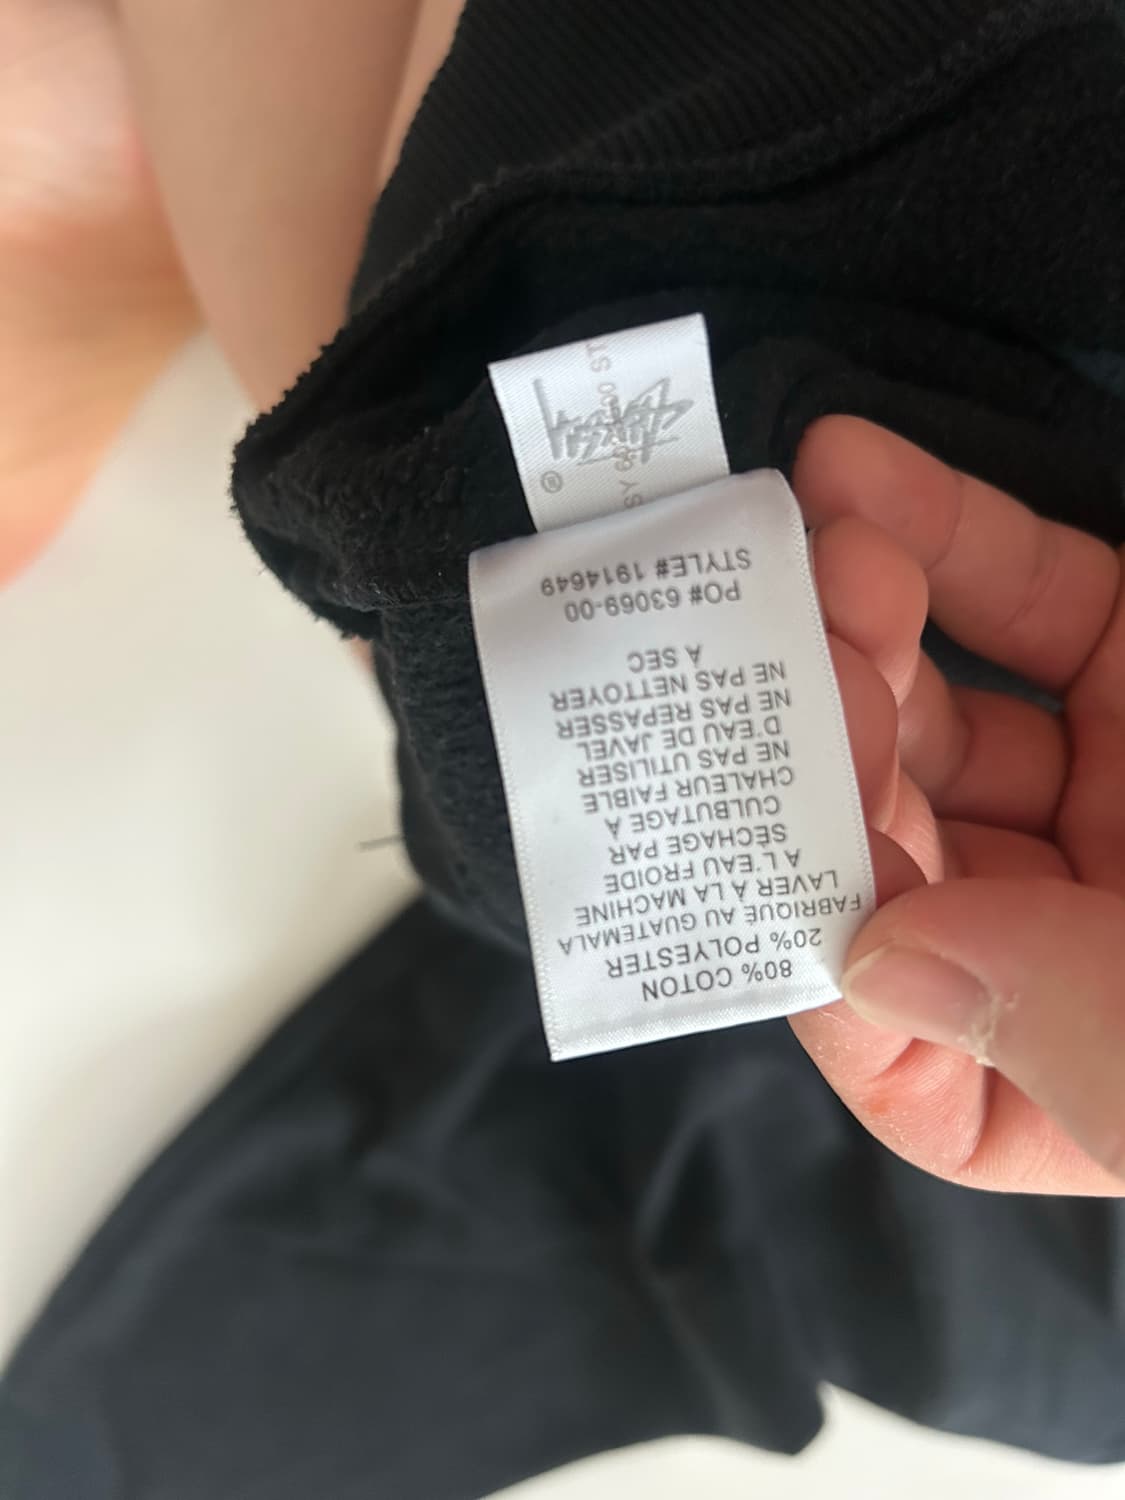 80% COTON
20% POLYESTER
FABRIQUÉ AU GUATEMALA
LAVER À LA MACHINE
A L'EAU FROIDE
SÉCHAGE PAR
CULBUTAGE A
CHALEUR FAIBLE
NE PAS UTILISER
D'EAU DE JAVEL
NE PAS REPASSER
NE PAS NETTOYER
A SEC
PO# 63069-00
STYLE# 1914649
Stüssy
®